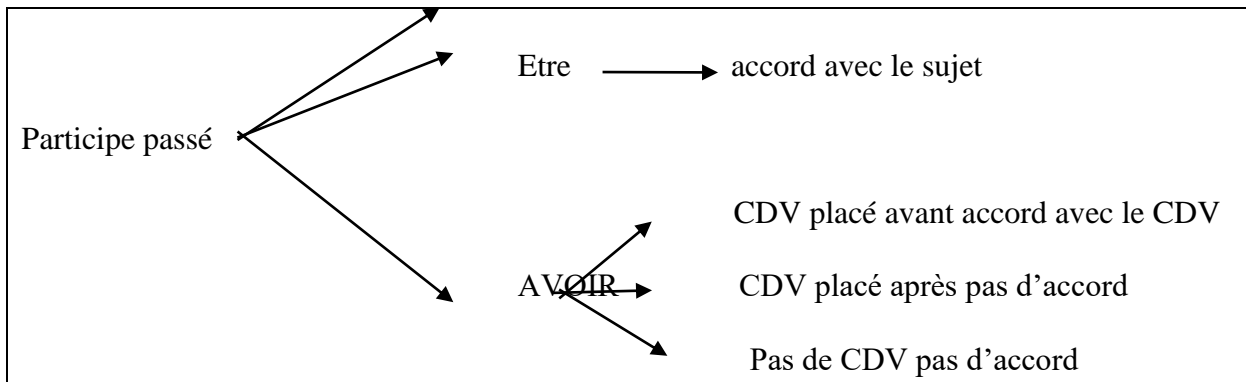 Etre accord avec le sujet
Participe passé
CDV placé avant accord avec le CDV
AVOIR CDV placé après pas d’accord
Pas de CDV pas d’accord